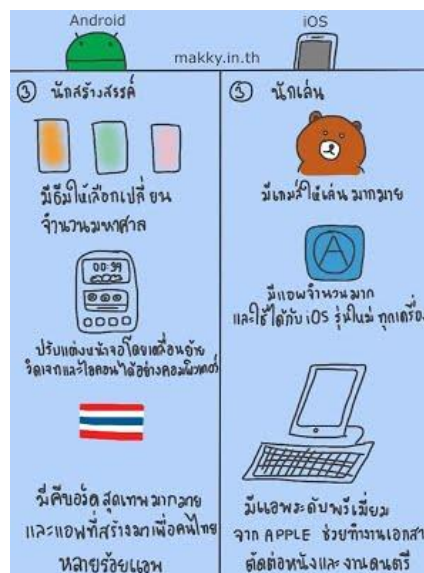 Android
iOS
makky.in.th
③ นักสร้างสรรค์
มีธีมให้เลือกเปลี่ยน
จำนวนมหาศาล
00:39
ปรับแต่งหน้าจอโดยเคลื่อนย้าย
วิดเจทและไอคอนได้อย่างคอมพิวเตอร์
มีคีบอร์ดสุดเทพมากมาย
และแอพที่สร้างมาเพื่อคนไทย
หลายร้อยแอพ
③ นักเล่น
มีเกมส์ให้เล่นมากมาย
A
มีแอพจำนวนมาก
และใช้ได้กับ iOS รุ่นใหม่ ทุกเครื่อง
มีแอพระดับพรีเมี่ยม
จาก APPLE ช่วยทำงานเอกสาร
ตัดต่อหนังและงานดนตรี